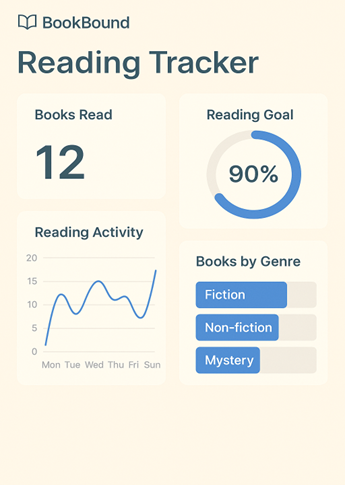 BookBound
Reading Tracker
Books Read
12
Reading Goal
90%
Reading Activity
20
15
10
5
0
Mon Tue Wed Thu Fri Sun
Books by Genre
Fiction
Non-fiction
Mystery